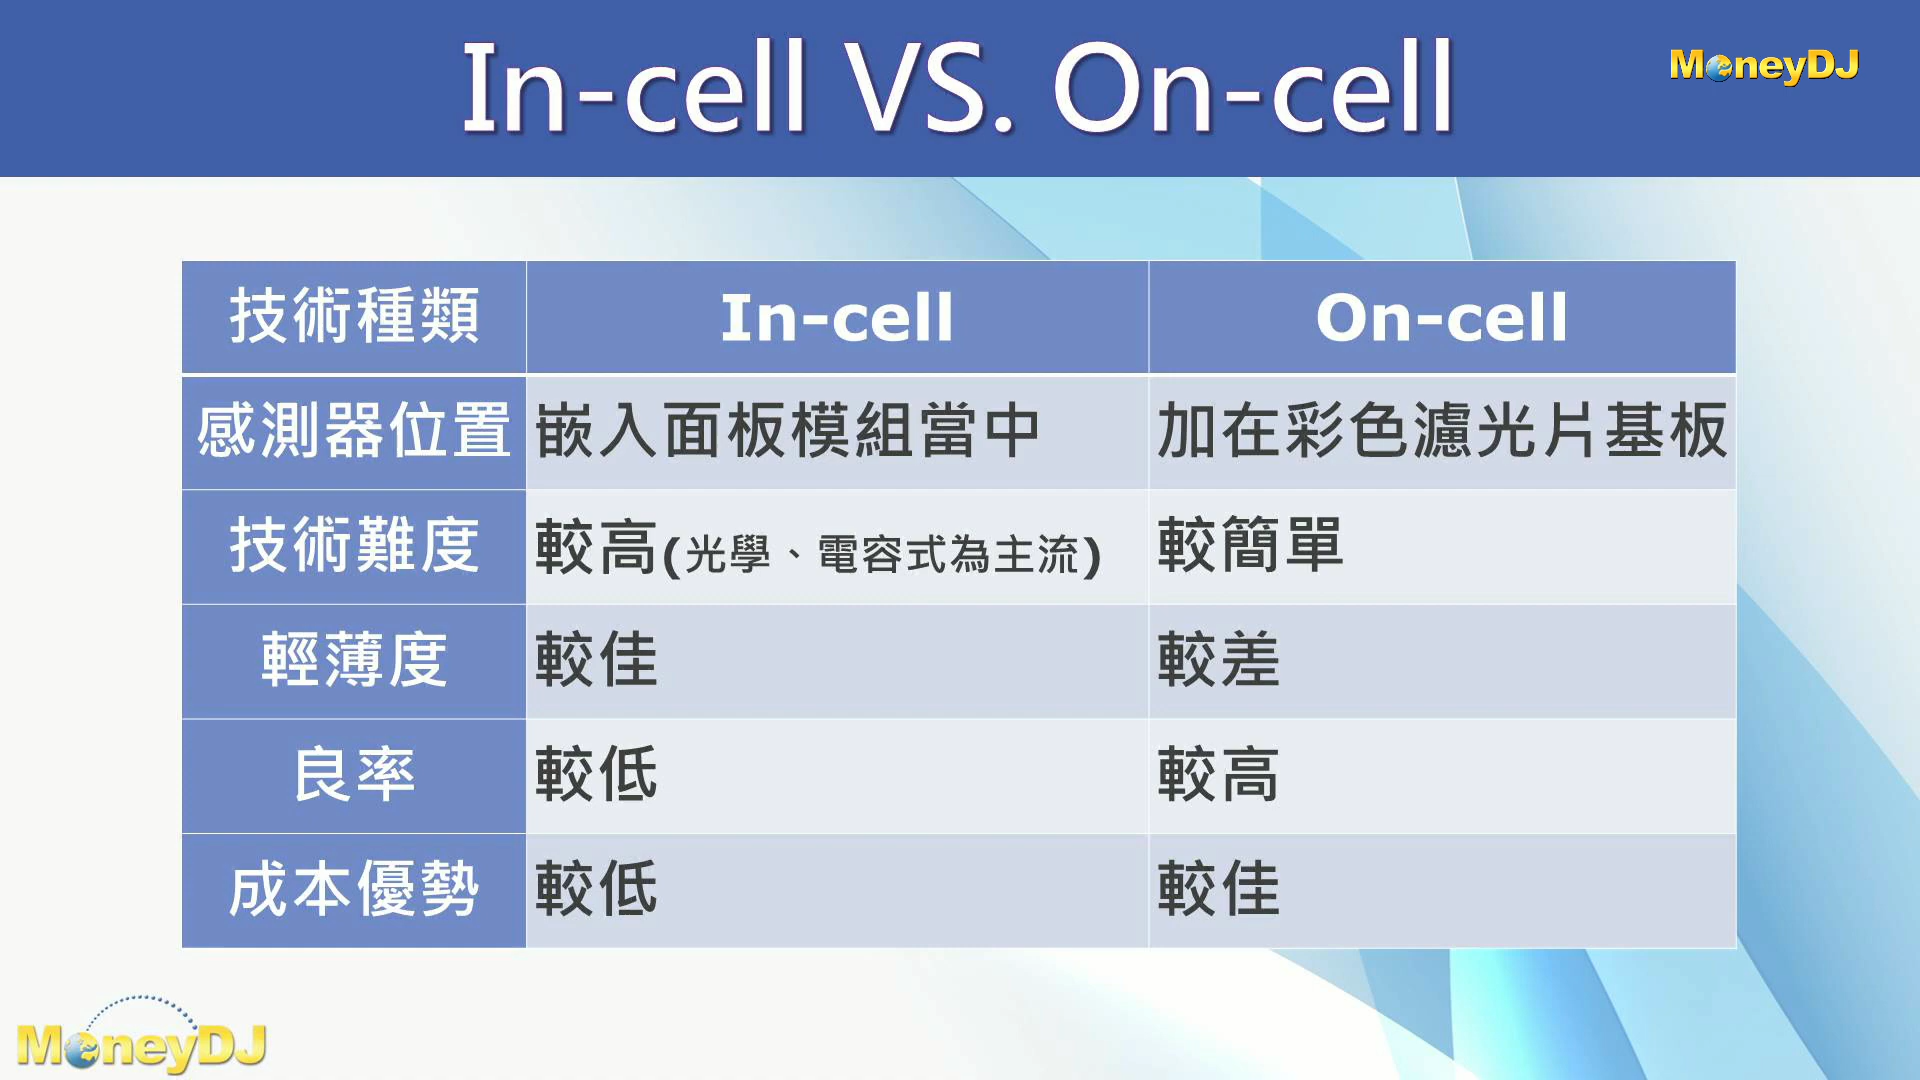 In-cell VS. On-cell
MoneyDJ
技術種類 In-cell On-cell
感測器位置 嵌入面板模組當中 加在彩色濾光片基板
技術難度 較高(光學、電容式為主流) 較簡單
輕薄度 較佳 較差
良率 較低 較高
成本優勢 較低 較佳
MoneyDJ